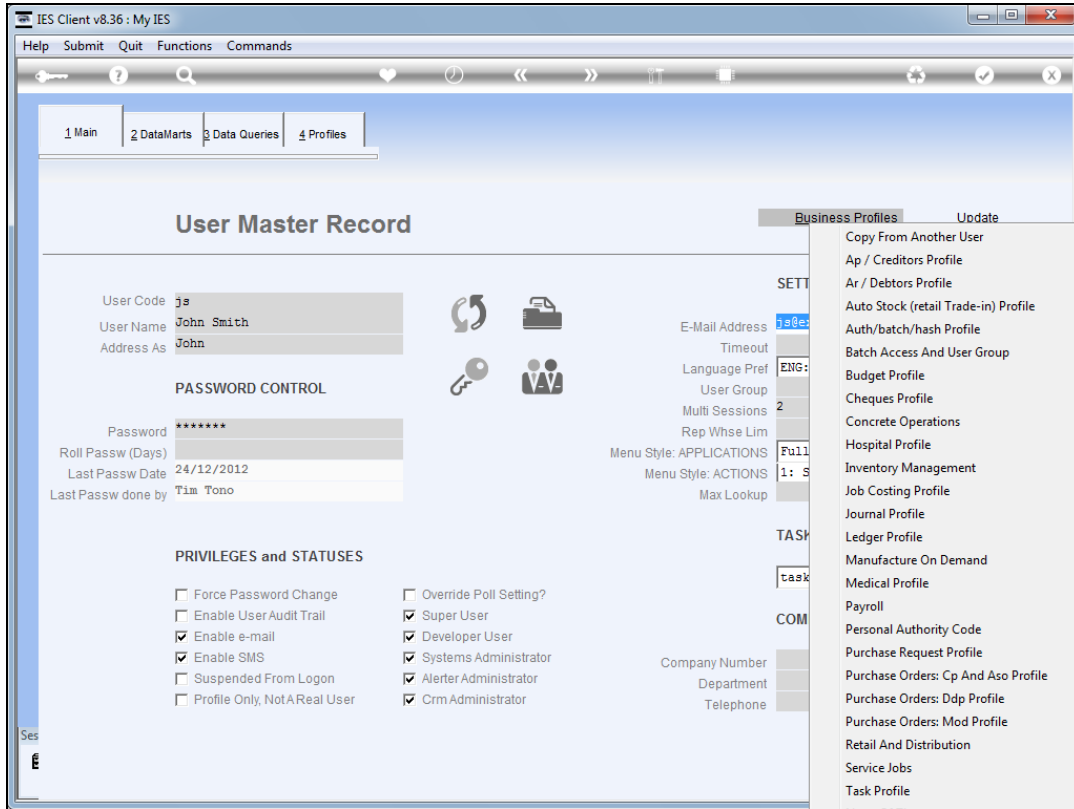 IES Client v8.36 : My IES
Help Submit Quit Functions Commands
1 Main
2 DataMarts
3 Data Queries
4 Profiles
User Master Record
Business Profiles
Update
User Code js
User Name John Smith
Address As John
PASSWORD CONTROL
Password *******
Roll Passw (Days)
Last Passw Date 24/12/2012
Last Passw done by Tim Tono
PRIVILEGES and STATUSES
Force Password Change
Enable User Audit Trail
Enable e-mail
Enable SMS
Suspended From Logon
Profile Only, Not A Real User
Override Poll Setting?
Super User
Developer User
Systems Administrator
Alerter Administrator
Crm Administrator
SETT
E-Mail Address
Timeout
Language Pref ENG:
User Group
Multi Sessions 2
Rep Whse Lim
Menu Style: APPLICATIONS Full
Menu Style: ACTIONS 1: S
Max Lookup
TASK
task
COM
Company Number
Department
Telephone
Copy From Another User
Ap / Creditors Profile
Ar / Debtors Profile
Auto Stock (retail Trade-in) Profile
Auth/batch/hash Profile
Batch Access And User Group
Budget Profile
Cheques Profile
Concrete Operations
Hospital Profile
Inventory Management
Job Costing Profile
Journal Profile
Ledger Profile
Manufacture On Demand
Medical Profile
Payroll
Personal Authority Code
Purchase Request Profile
Purchase Orders: Cp And Aso Profile
Purchase Orders: Ddp Profile
Purchase Orders: Mod Profile
Retail And Distribution
Service Jobs
Task Profile
Ses